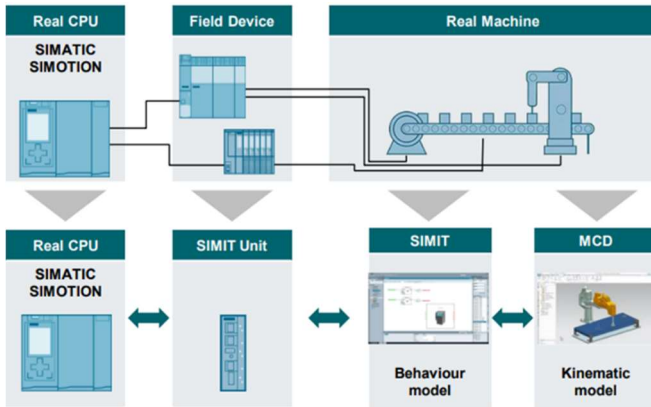 Real CPU
Field Device
Real Machine
SIMATIC
SIMOTION
Real CPU
SIMIT Unit
SIMIT
MCD
SIMATIC
SIMOTION
Behaviour
model
Kinematic
model